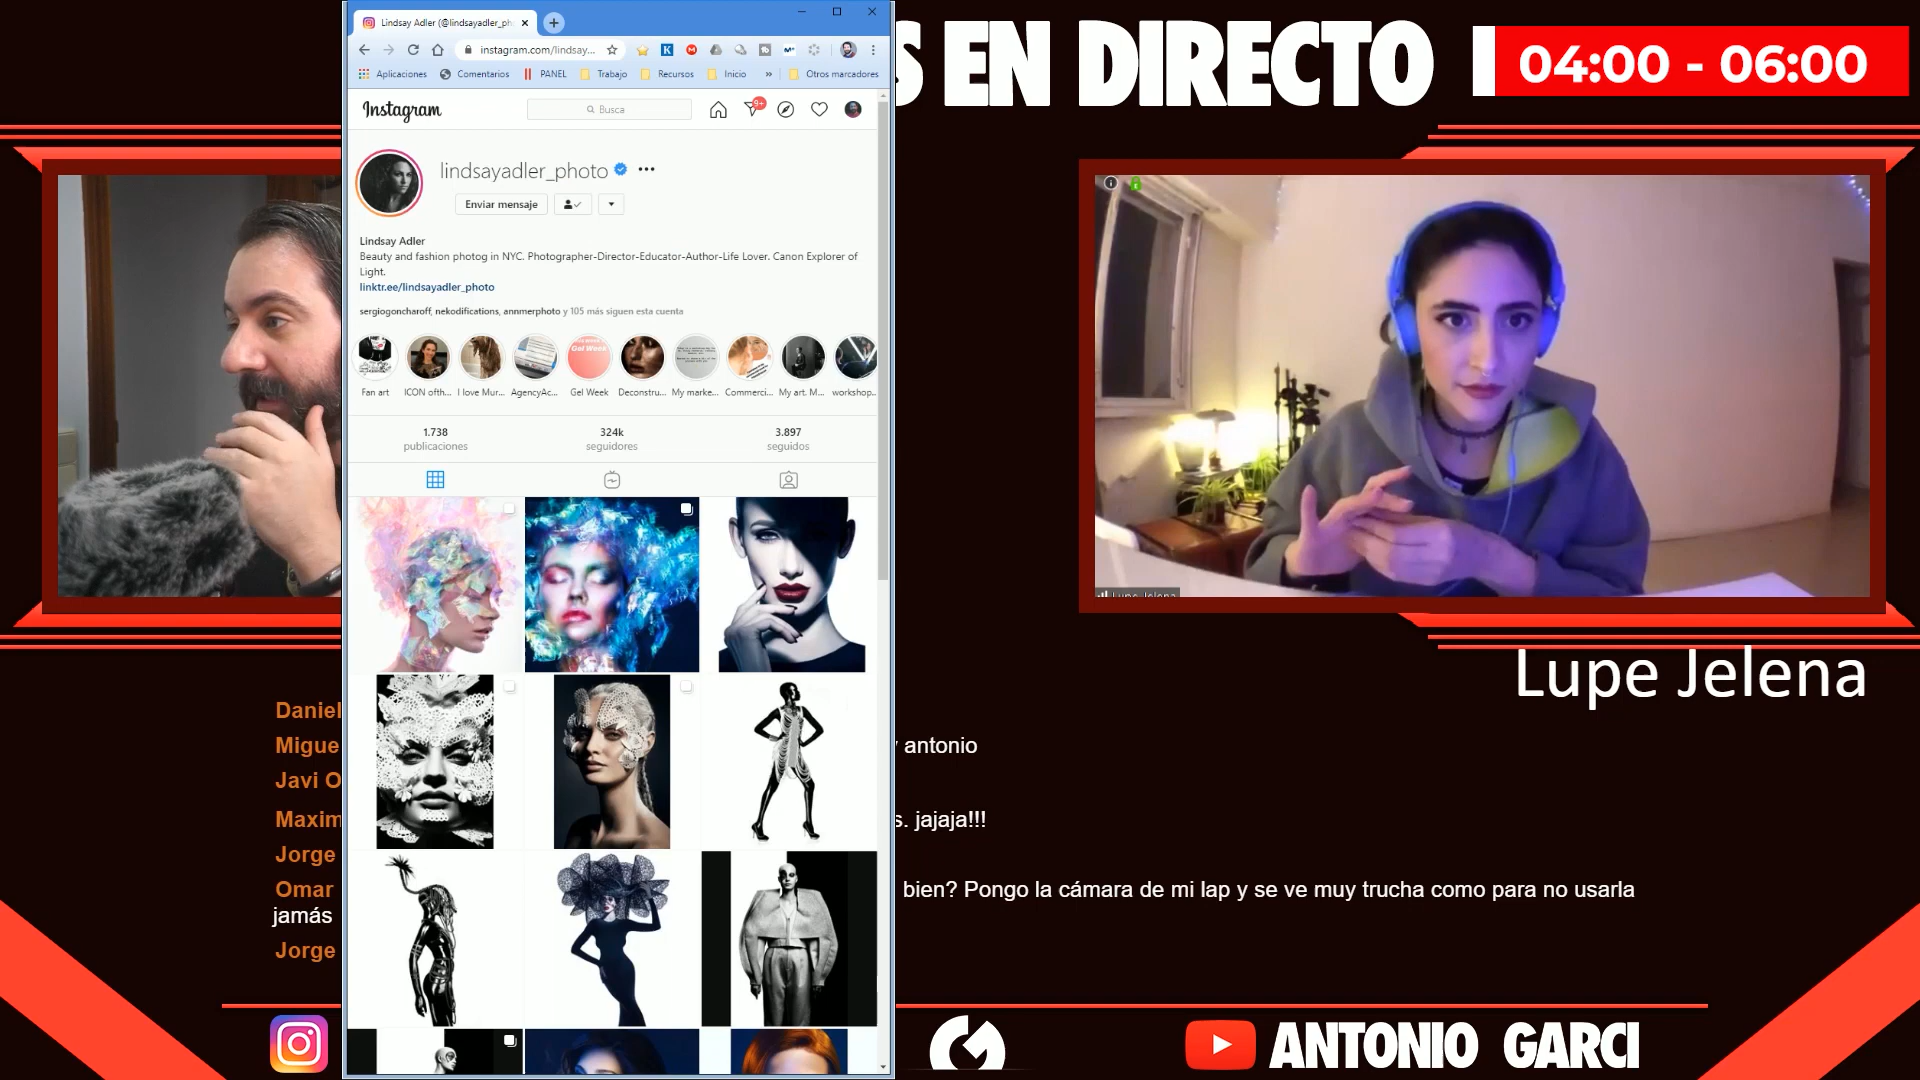 Lindsay Adler (@lindsayadler_ph
S EN DIRECTO
04:00 - 06:00
instagram.com/lindsay...
Aplicaciones
Comentarios
PANEL
Trabajo
Recursos
Inicio
»
Otros marcadores
Instagram
Busca
9+
lindsayadler_photo
Enviar mensaje
Lindsay Adler
Beauty and fashion photog in NYC. Photographer-Director-Educator-Author-Life Lover. Canon Explorer of
Light.
linktr.ee/lindsayadler_photo
sergiogoncharoff, nekodifications, annmerphoto y 105 más siguen esta cuenta
Gel Week
Fan art
ICON ofth...
I love Mur...
AgencyAc...
Gel Week
Deconstru...
My marke...
Commerci...
My art. M...
workshop...
1.738
publicaciones
324k
seguidores
3.897
seguidos
Lupe Jelena
Lupe Jelena
Daniel
Migue
y antonio
Javi O
Maxim
s. jajaja!!!
Jorge
Omar
bien? Pongo la cámara de mi lap y se ve muy trucha como para no usarla
jamás
Jorge
ANTONIO GARCI